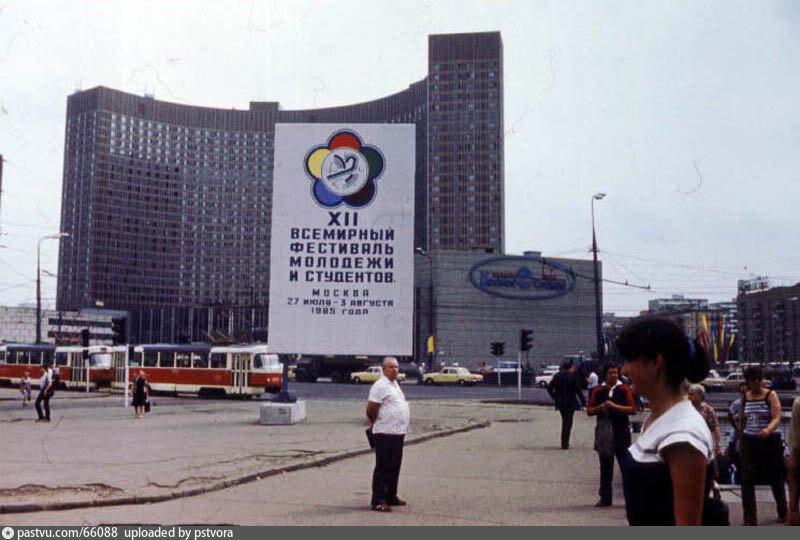 XII
ВСЕМИРНЫЙ
ФЕСТИВАЛЬ
МОЛОДЕЖИ
И СТУДЕНТОВ.
МОСКВА
27 ИЮЛЯ-3 АВГУСТА
1985 ГОДА
pastvu.com/66088 uploaded by pstvora